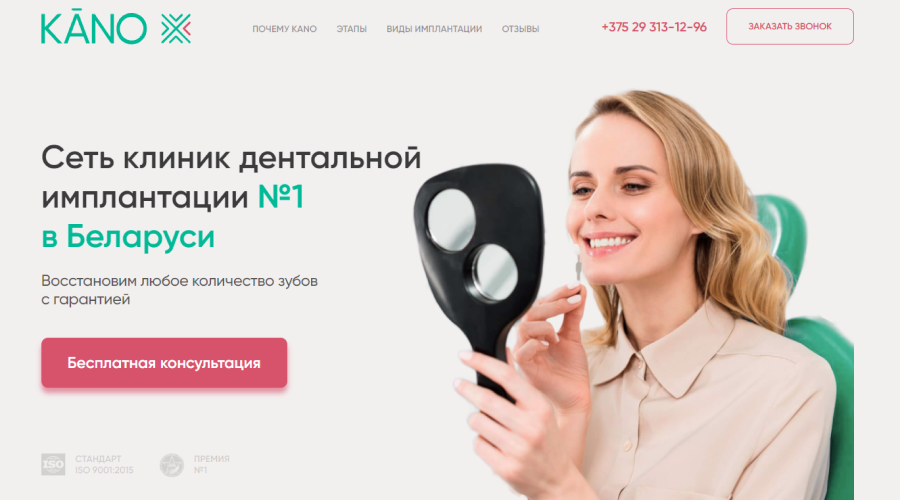 KĀNO
ПОЧЕМУ KANO
ЭТАПЫ
ВИДЫ ИМПЛАНТАЦИИ
ОТЗЫВЫ
+375 29 313-12-96
ЗАКАЗАТЬ ЗВОНОК
Сеть клиник дентальной
имплантации №1
в Беларуси
Восстановим любое количество зубов
с гарантией
Бесплатная консультация
ISO
СТАНДАРТ
ISO 9001:2015
ПРЕМИЯ
№1